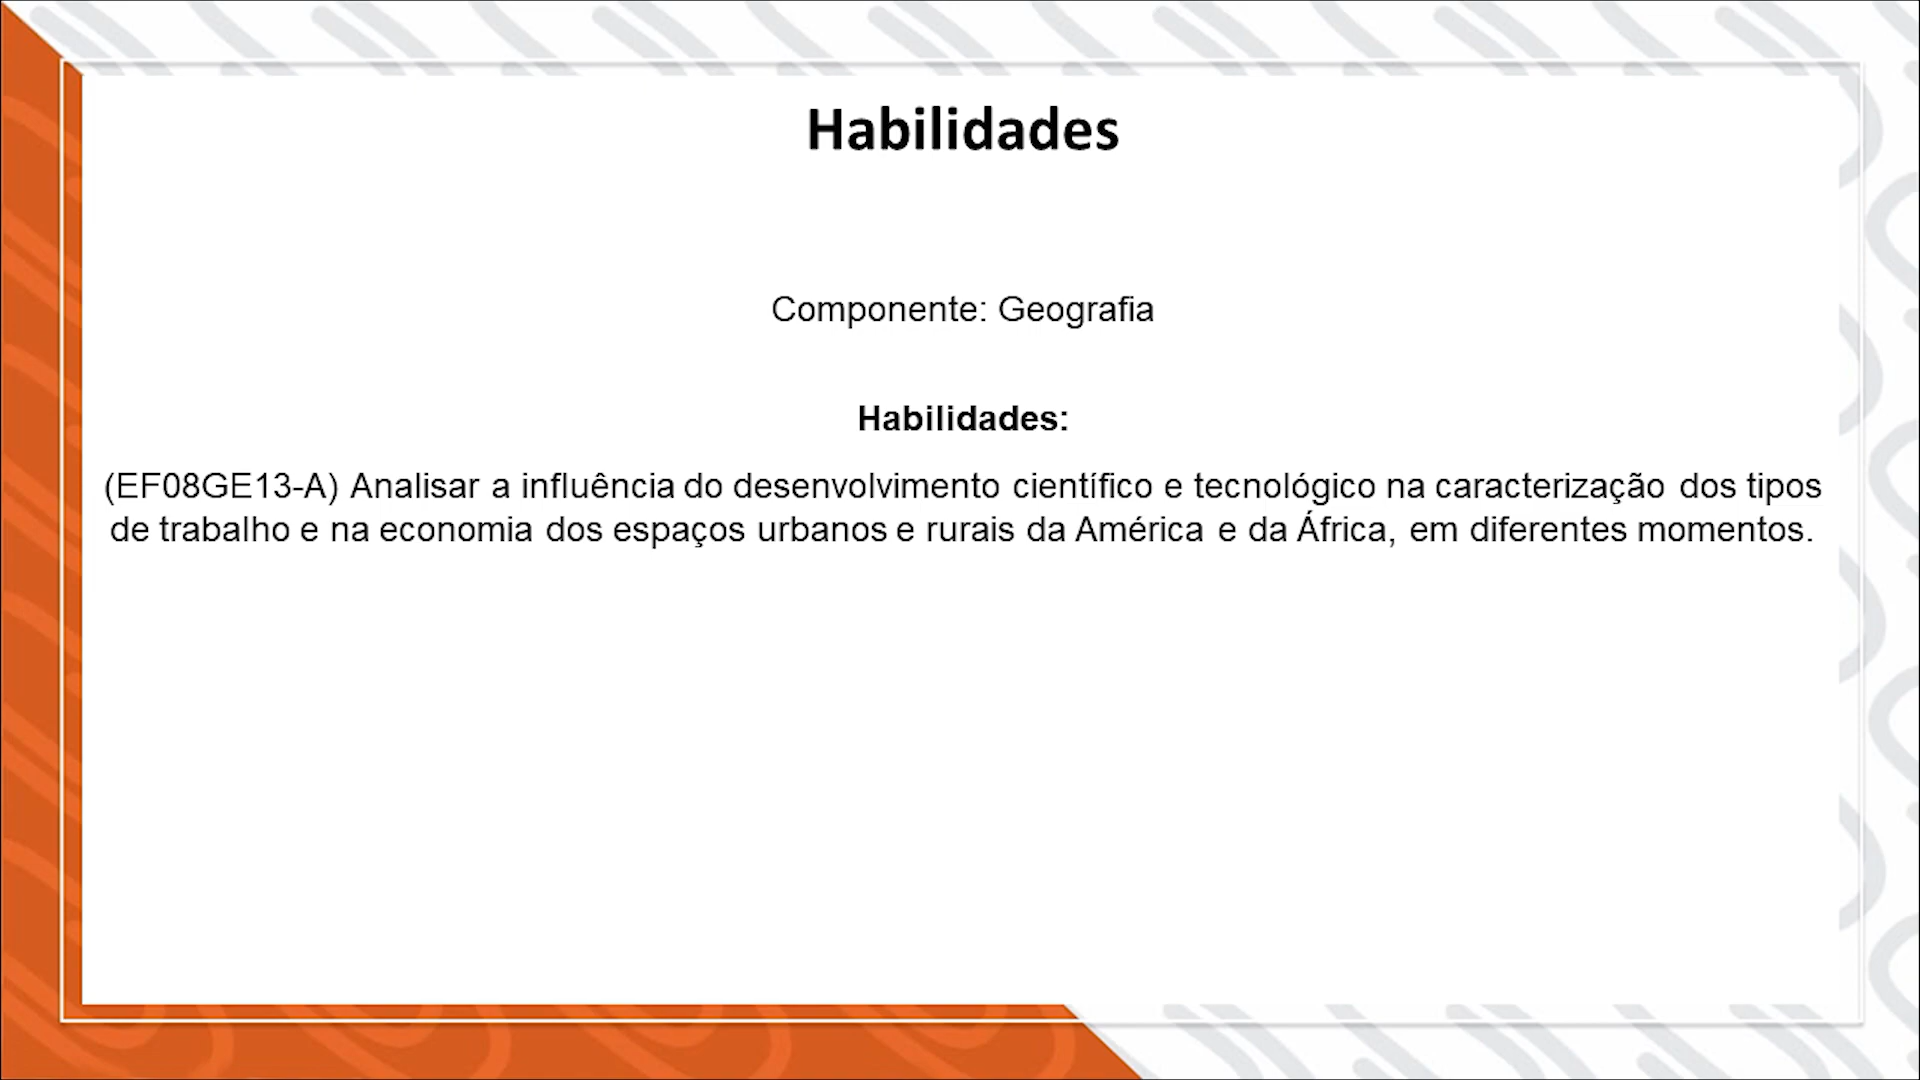 Habilidades
Componente: Geografia
Habilidades:
(EF08GE13-A) Analisar a influência do desenvolvimento científico e tecnológico na caracterização dos tipos
de trabalho e na economia dos espaços urbanos e rurais da América e da África, em diferentes momentos.